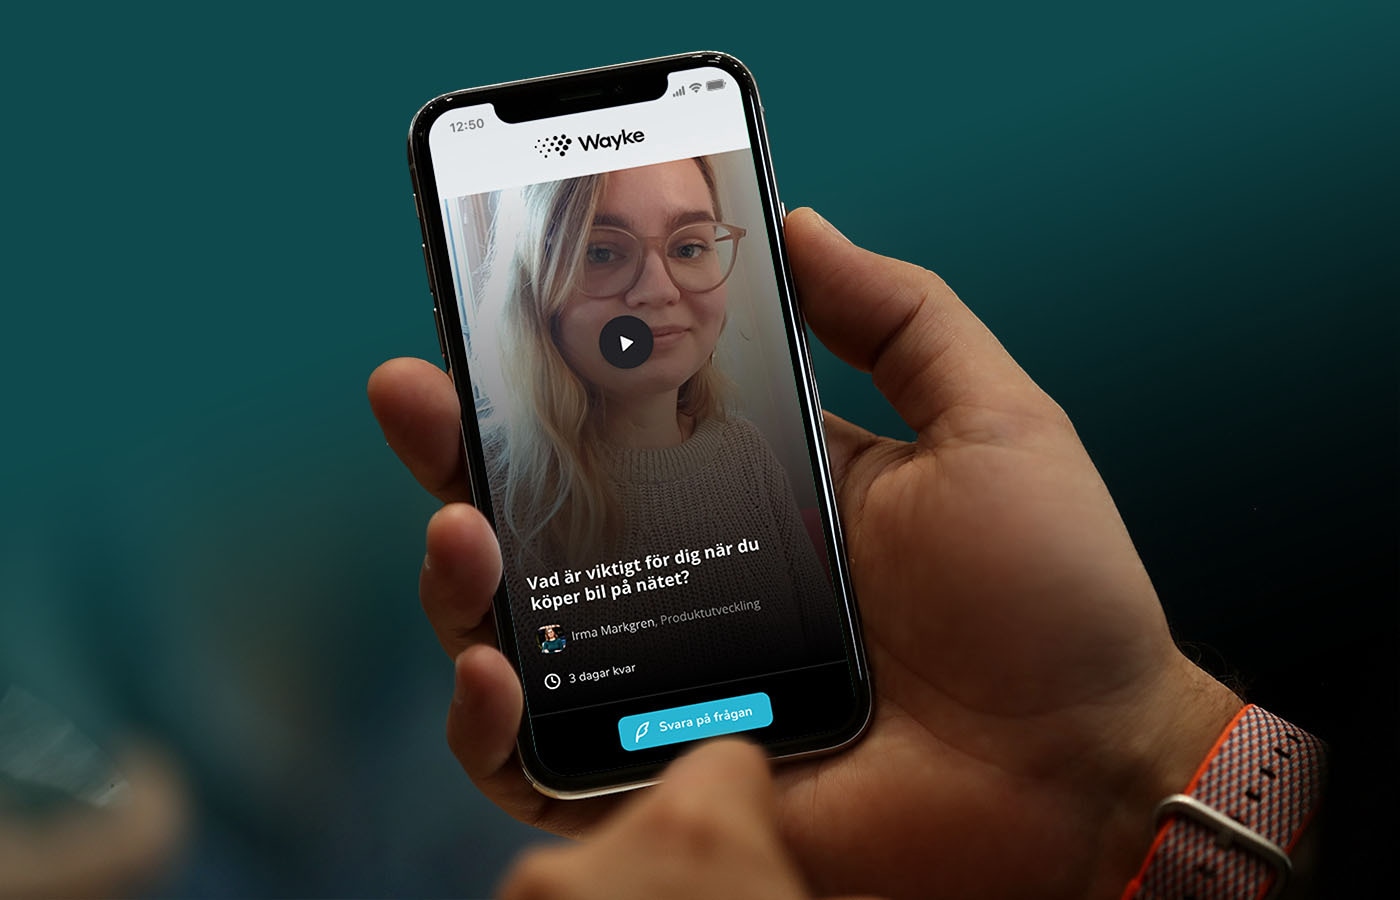 12:50
Wayke
Vad är viktigt för dig när du
köper bil på nätet?
Irma Markgren, Produktutveckling
3 dagar kvar
Svara på frågan